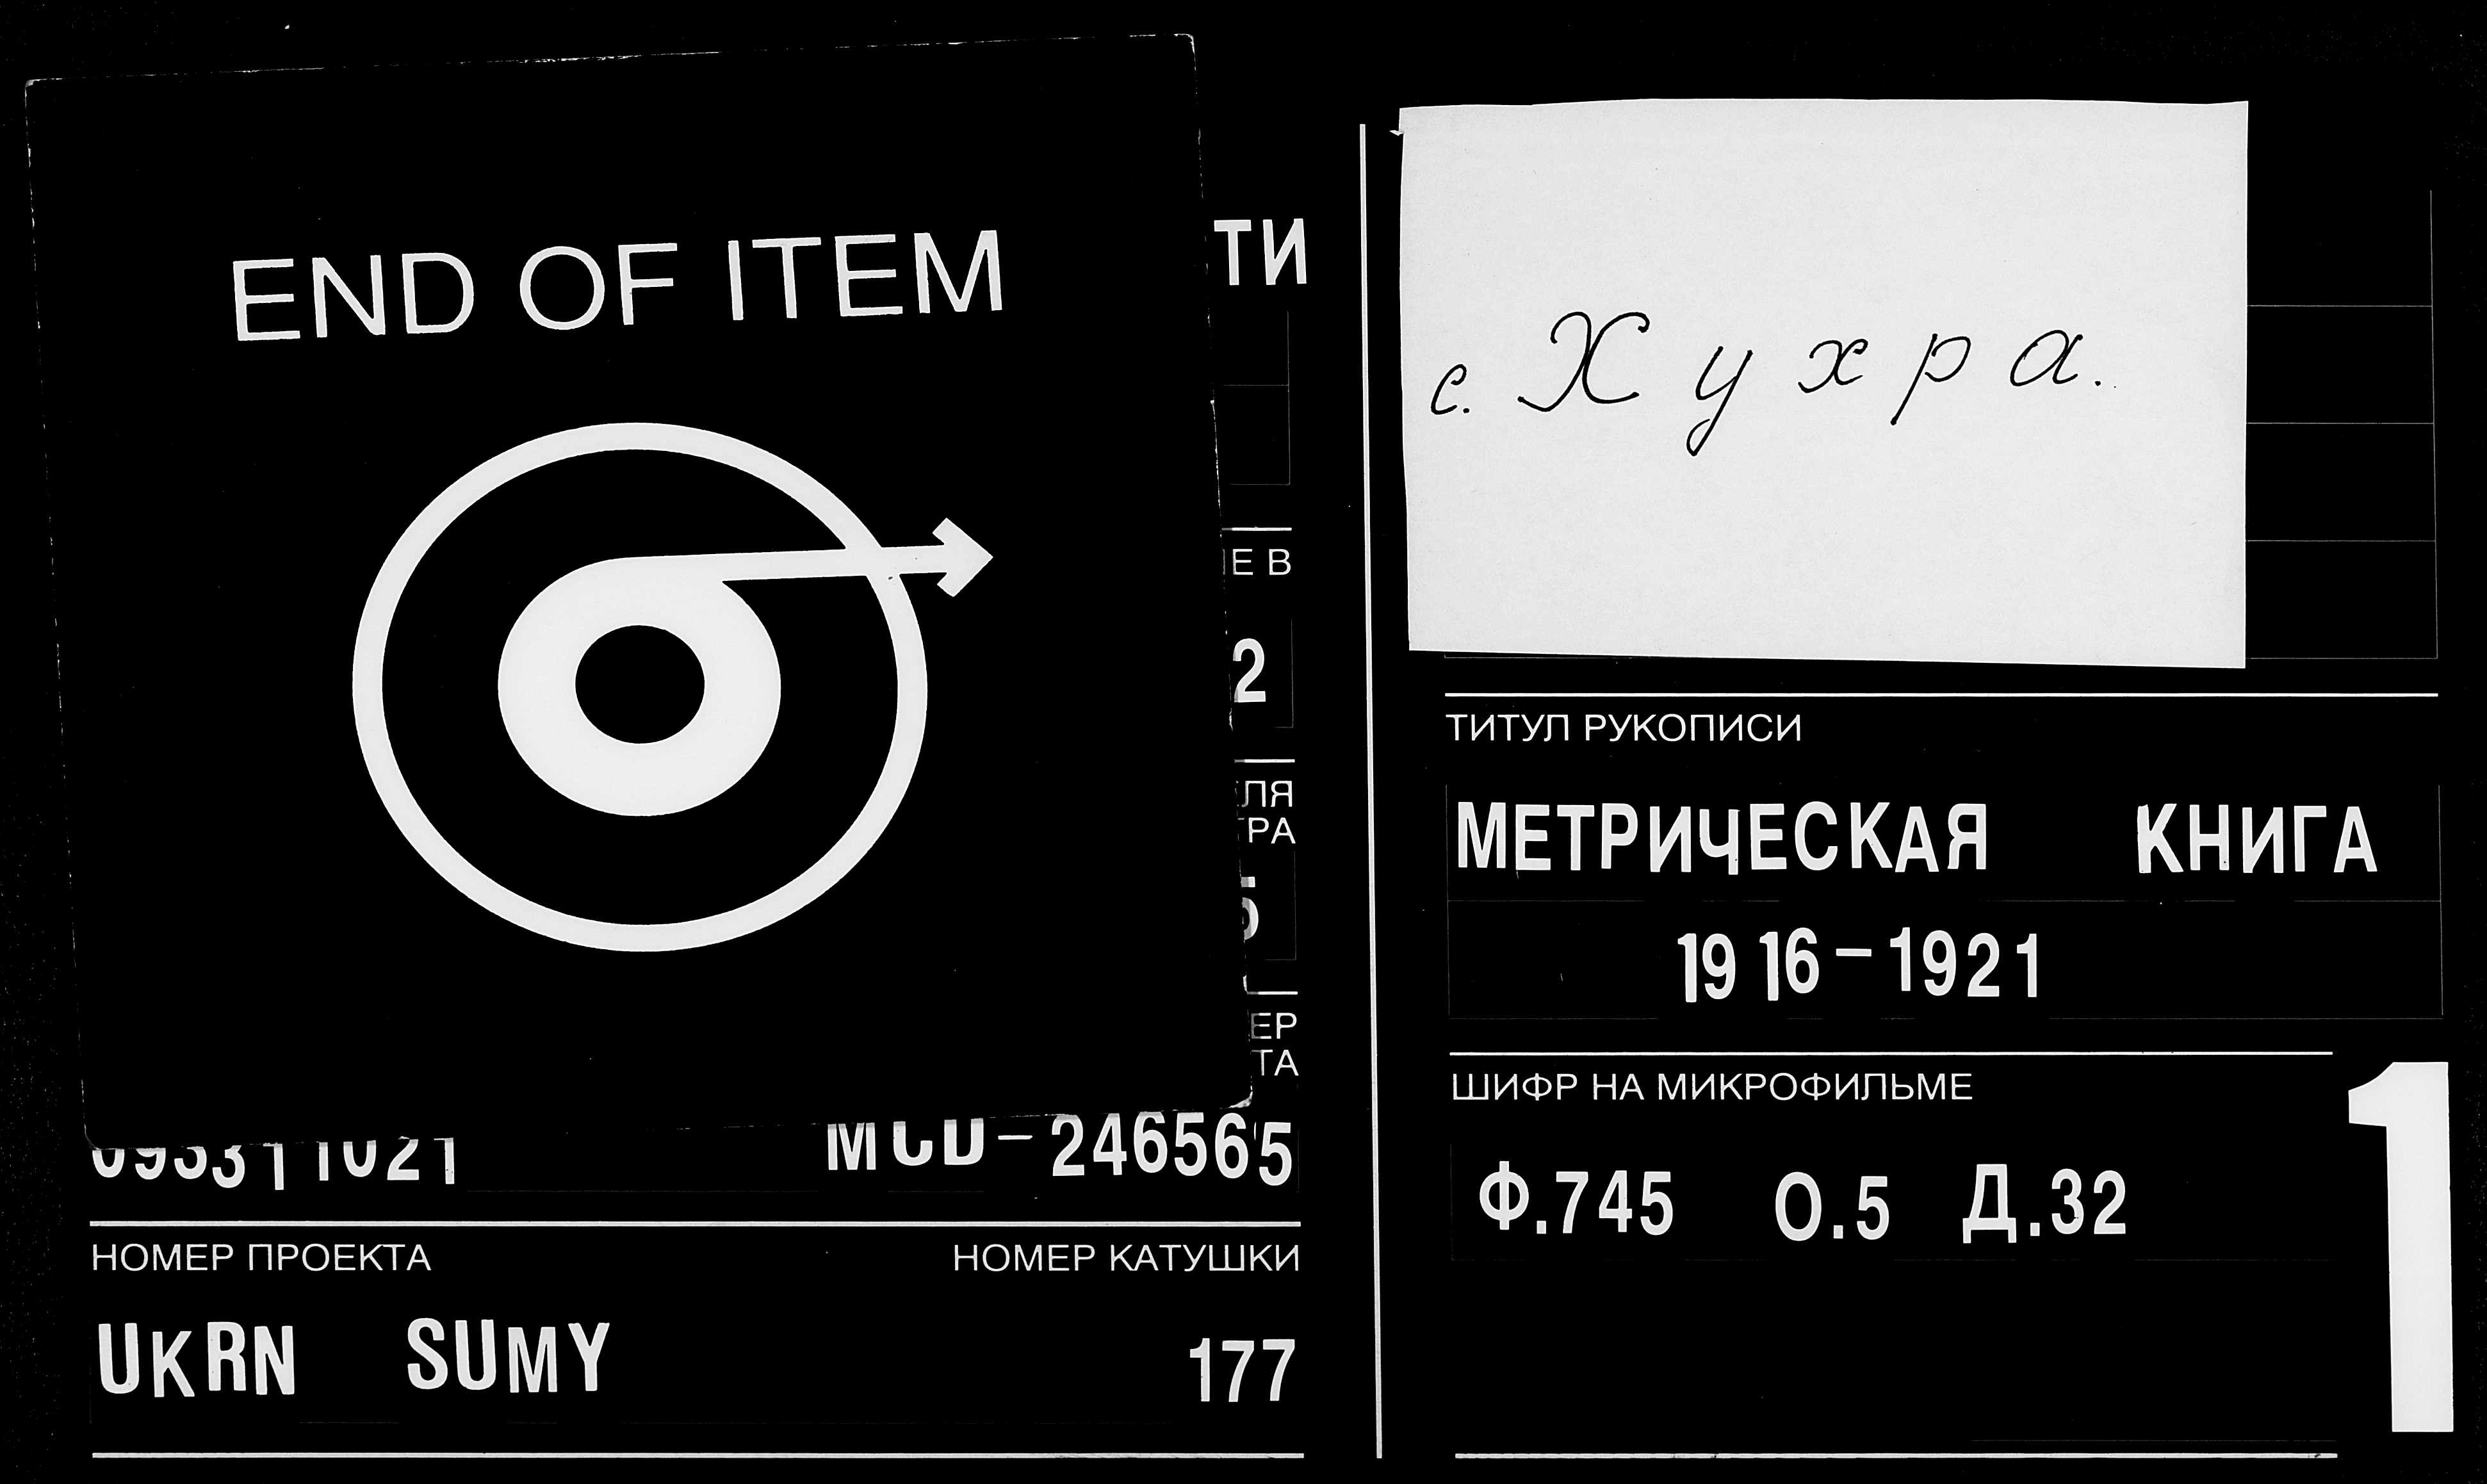 END OF ITEM
ТИ
Е В
2
ЛЯ
РА
5
ЕР
ТА
MCD-246565
НОМЕР ПРОЕКТА НОМЕР КАТУШКИ
UKRN SUMY 177
с. Хухра.
ТИТУЛ РУКОПИСИ
МЕТРИЧЕСКАЯ КНИГА
1916-1921
ШИФР НА МИКРОФИЛЬМЕ
Ф.745 О.5 Д.32
1